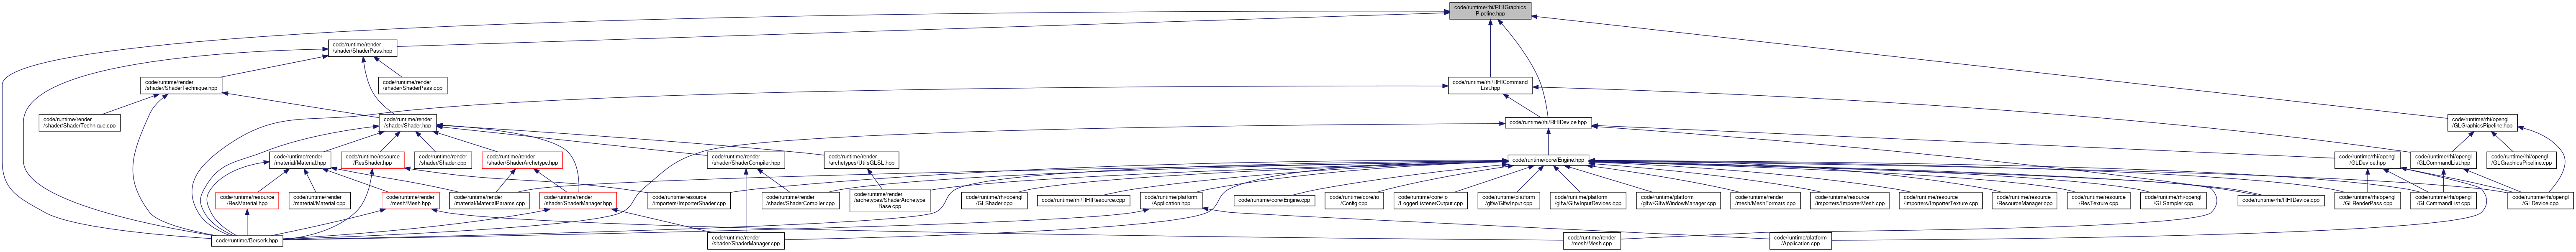 code/runtime/rhi/RHIGraphics
Pipeline.hpp
code/runtime/render
/shader/ShaderPass.hpp
code/runtime/render
/shader/ShaderTechnique.hpp
code/runtime/render
/shader/ShaderPass.cpp
code/runtime/rhi/RHICommand
List.hpp
code/runtime/render
/shader/ShaderTechnique.cpp
code/runtime/render
/shader/Shader.hpp
code/runtime/rhi/RHIDevice.hpp
code/runtime/rhi/opengl
/GLGraphicsPipeline.hpp
code/runtime/render
/material/Material.hpp
code/runtime/resource
/ResShader.hpp
code/runtime/render
/shader/Shader.cpp
code/runtime/render
/shader/ShaderArchetype.hpp
code/runtime/render
/shader/ShaderCompiler.hpp
code/runtime/render
/archetypes/UtilsGLSL.hpp
code/runtime/core/Engine.hpp
code/runtime/rhi/opengl
/GLDevice.hpp
code/runtime/rhi/opengl
/GLCommandList.hpp
code/runtime/rhi/opengl
/GLGraphicsPipeline.cpp
code/runtime/resource
/ResMaterial.hpp
code/runtime/render
/material/Material.cpp
code/runtime/render
/mesh/Mesh.hpp
code/runtime/render
/material/MaterialParams.cpp
code/runtime/render
/shader/ShaderManager.hpp
code/runtime/resource
/importers/ImporterShader.cpp
code/runtime/render
/shader/ShaderCompiler.cpp
code/runtime/render
/archetypes/ShaderArchetype
Base.cpp
code/runtime/rhi/opengl
/GLShader.cpp
code/runtime/rhi/RHIResource.cpp
code/runtime/platform
/Application.hpp
code/runtime/core/Engine.cpp
code/runtime/core/io
/Config.cpp
code/runtime/core/io
/LoggerListenerOutput.cpp
code/runtime/platform
/glfw/GlfwInput.cpp
code/runtime/platform
/glfw/GlfwInputDevices.cpp
code/runtime/platform
/glfw/GlfwWindowManager.cpp
code/runtime/render
/mesh/MeshFormats.cpp
code/runtime/resource
/importers/ImporterMesh.cpp
code/runtime/resource
/importers/ImporterTexture.cpp
code/runtime/resource
/ResourceManager.cpp
code/runtime/resource
/ResTexture.cpp
code/runtime/rhi/opengl
/GLSampler.cpp
code/runtime/rhi/RHIDevice.cpp
code/runtime/rhi/opengl
/GLRenderPass.cpp
code/runtime/rhi/opengl
/GLCommandList.cpp
code/runtime/rhi/opengl
/GLDevice.cpp
code/runtime/Berserk.hpp
code/runtime/render
/shader/ShaderManager.cpp
code/runtime/render
/mesh/Mesh.cpp
code/runtime/platform
/Application.cpp